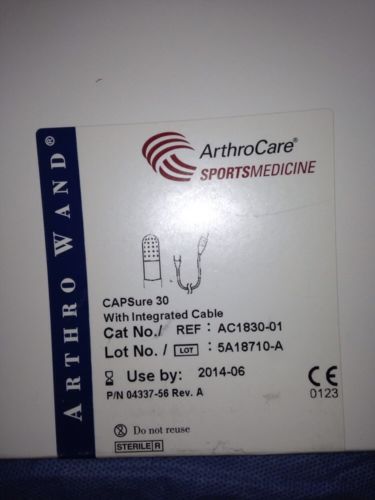 ARTHRO WAND®
ArthroCare®
SPORTSMEDICINE
CAPSure 30
With Integrated Cable
Cat No./ REF: AC1830-01
Lot No./ LOT: 5A18710-A
Use by: 2014-06
P/N 04337-56 Rev. A
CE
0123
Do not reuse
STERILE R